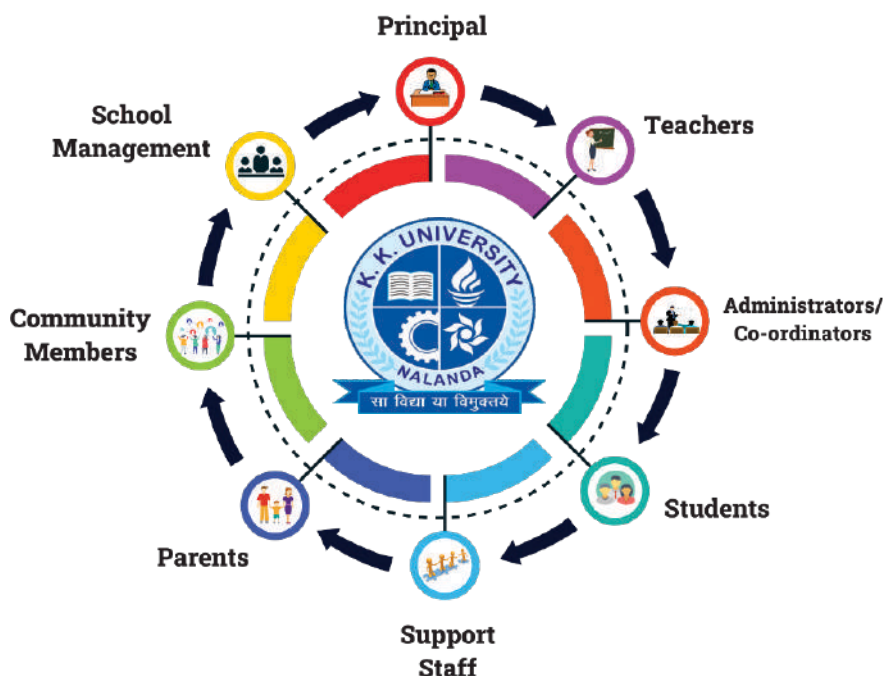 Principal
Teachers
Administrators/
Co-ordinators
Students
Support
Staff
Parents
Community
Members
School
Management
K. K. UNIVERSITY
NALANDA
सा विद्या या विमुक्तये